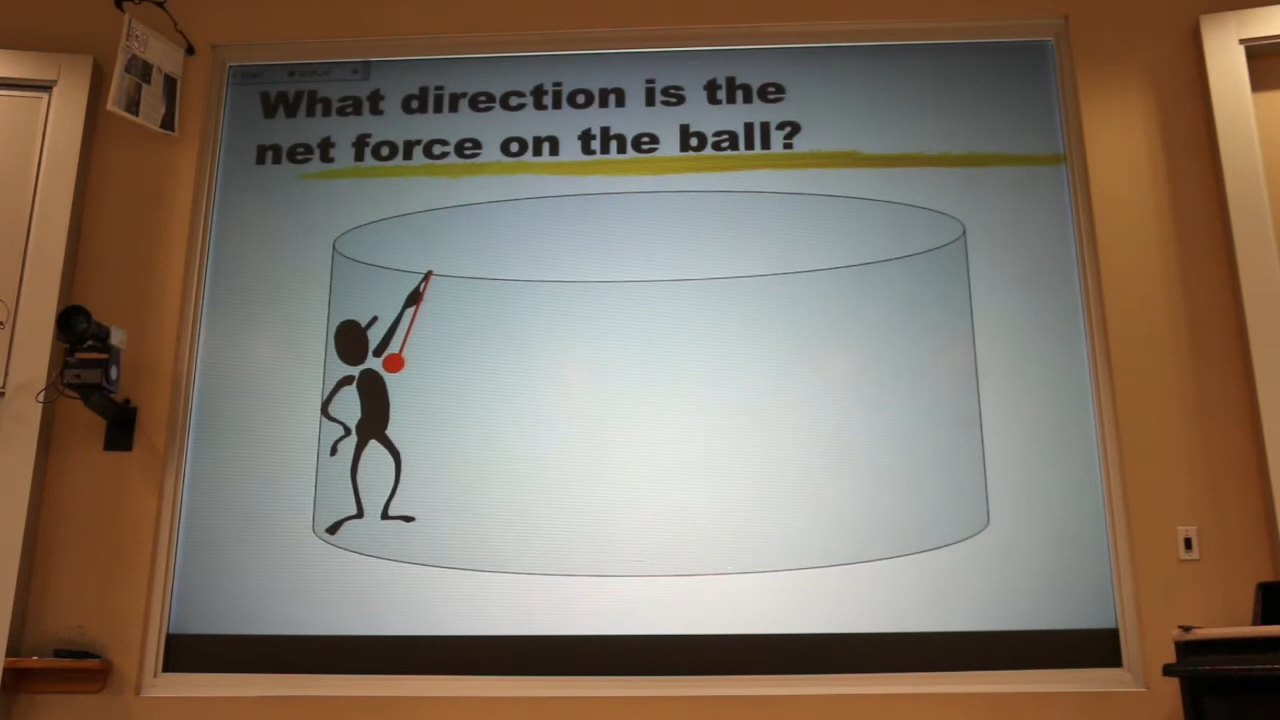 What direction is the
net force on the ball?